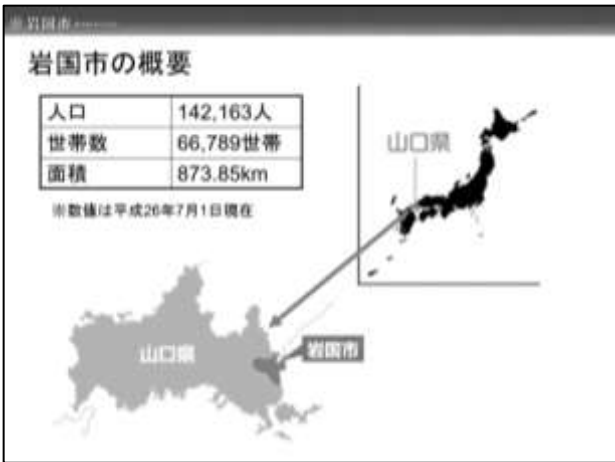 岩国市
岩国市の概要
人口 142,163人
世帯数 66,789世帯
面積 873.85km
※数値は平成26年7月1日現在
山口県
山口県
岩国市